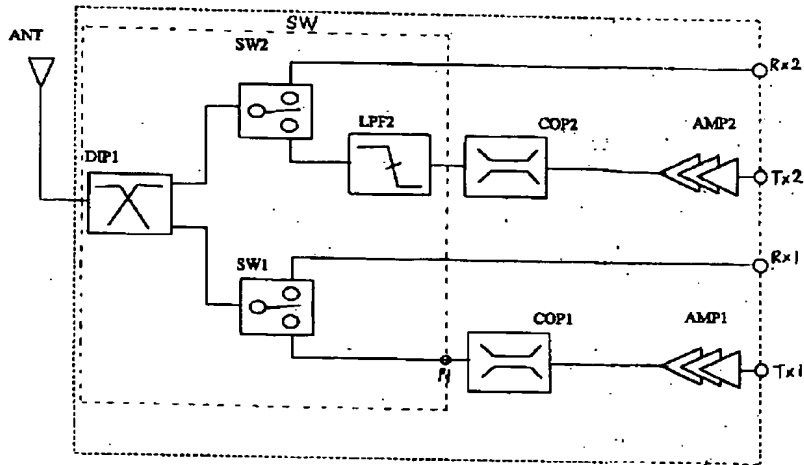 SW
ANT
SW2
Rx2
LPF2
COP2
AMP2
DIP1
Tx2
SW1
Rx1
COP1
AMP1
P1
Tx1